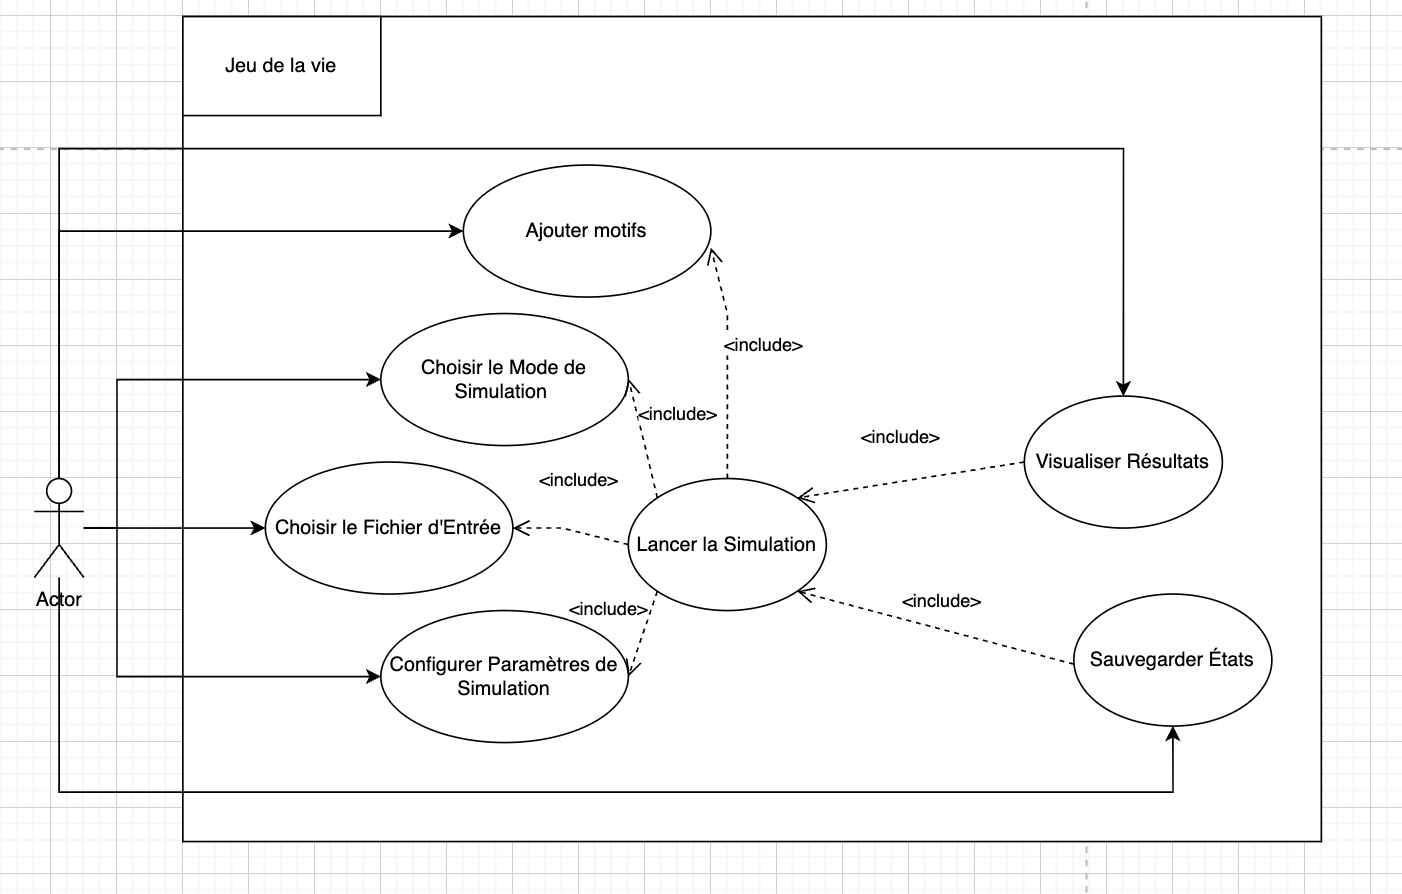 Jeu de la vie
Ajouter motifs
<include>
Choisir le Mode de
Simulation
<include>
<include>
Visualiser Résultats
<include>
Choisir le Fichier d'Entrée
Lancer la Simulation
Actor
<include>
<include>
Configurer Paramètres de
Simulation
Sauvegarder États